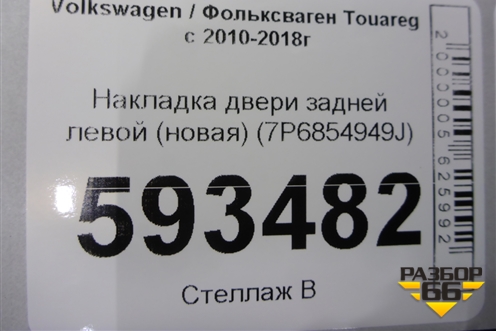 Volkswagen / Фольксваген Touareg
с 2010-2018г
Накладка двери задней
левой (новая) (7P6854949J)
593482
Стеллаж В
2000005625992
РАЗБОР
66